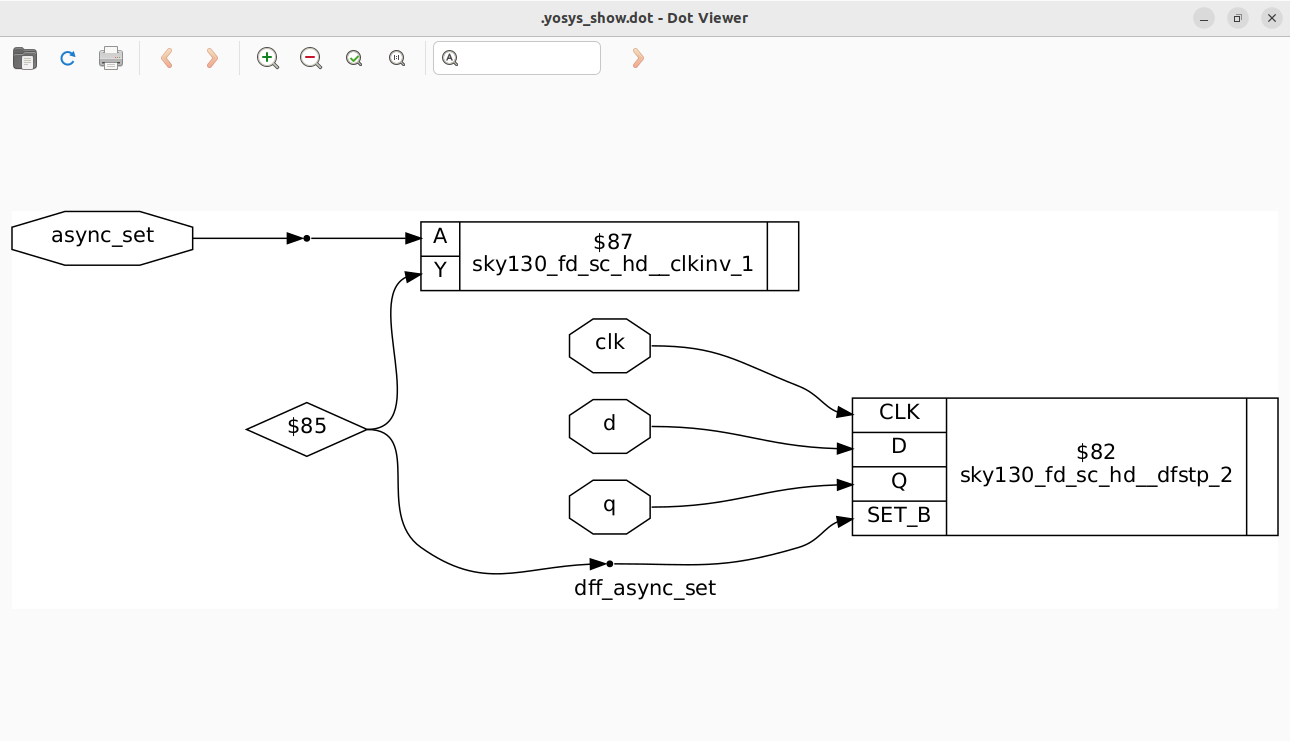 .yosys_show.dot - Dot Viewer
async_set
A
Y
$87
sky130_fd_sc_hd__clkinv_1
clk
d
q
$85
CLK
D
Q
SET_B
$82
sky130_fd_sc_hd__dfstp_2
dff_async_set